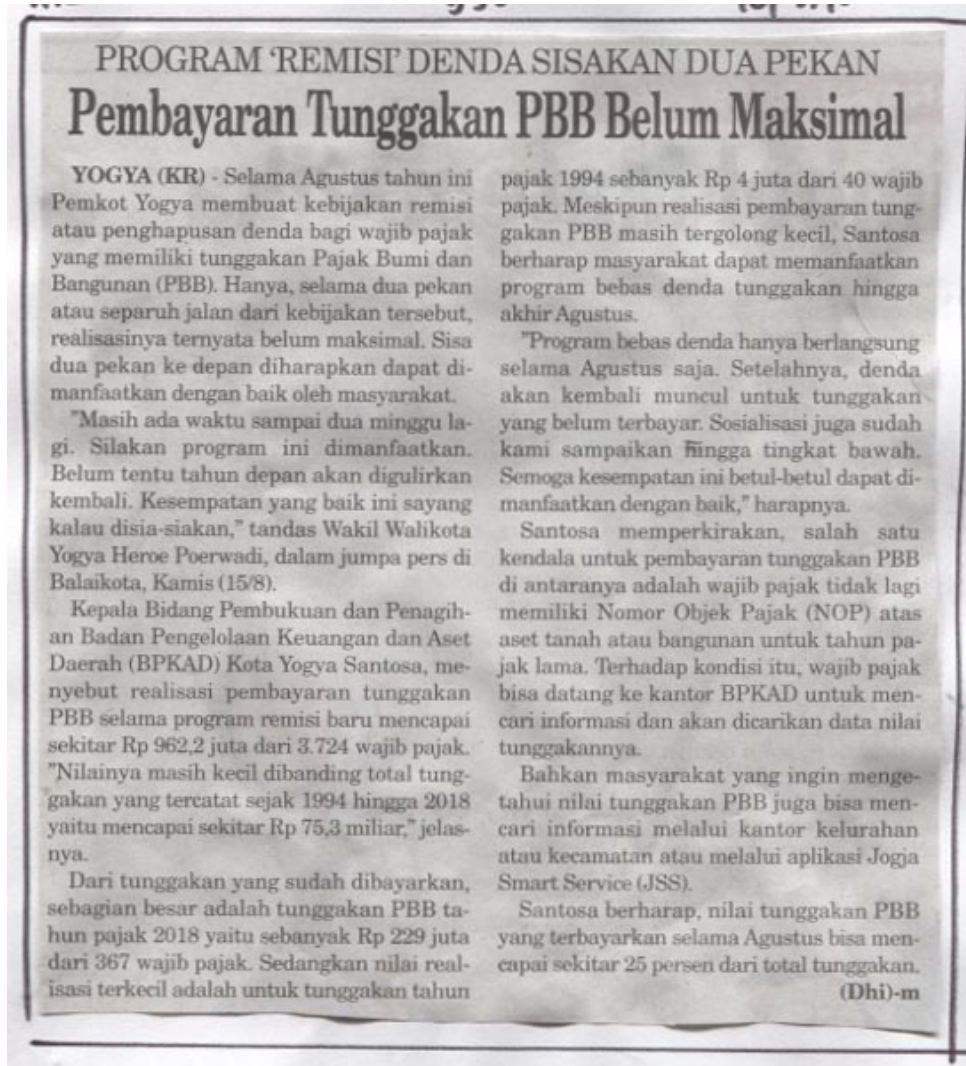 PROGRAM 'REMISI' DENDA SISAKAN DUA PEKAN
Pembayaran Tunggakan PBB Belum Maksimal
YOGYA (KR) - Selama Agustus tahun ini
Pemkot Yogya membuat kebijakan remisi
atau penghapusan denda bagi wajib pajak
yang memiliki tunggakan Pajak Bumi dan
Bangunan (PBB). Hanya, selama dua pekan
atau separuh jalan dari kebijakan tersebut,
realisasinya ternyata belum maksimal. Sisa
dua pekan ke depan diharapkan dapat di-
manfaatkan dengan baik oleh masyarakat.
"Masih ada waktu sampai dua minggu la-
gi. Silakan program ini dimanfaatkan.
Belum tentu tahun depan akan digulirkan
kembali. Kesempatan yang baik ini sayang
kalau disia-siakan," tandas Wakil Walikota
Yogya Heroe Poerwadi, dalam jumpa pers di
Balaikota, Kamis (15/8).
Kepala Bidang Pembukuan dan Penagih-
an Badan Pengelolaan Keuangan dan Aset
Daerah (BPKAD) Kota Yogya Santosa, me-
nyebut realisasi pembayaran tunggakan
PBB selama program remisi baru mencapai
sekitar Rp 962,2 juta dari 3.724 wajib pajak.
"Nilainya masih kecil dibanding total tung-
gakan yang tercatat sejak 1994 hingga 2018
yaitu mencapai sekitar Rp 75,3 miliar," jelas-
nya.
Dari tunggakan yang sudah dibayarkan,
sebagian besar adalah tunggakan PBB ta-
hun pajak 2018 yaitu sebanyak Rp 229 juta
dari 367 wajib pajak. Sedangkan nilai real-
isasi terkecil adalah untuk tunggakan tahun
pajak 1994 sebanyak Rp 4 juta dari 40 wajib
pajak. Meskipun realisasi pembayaran tung-
gakan PBB masih tergolong kecil, Santosa
berharap masyarakat dapat memanfaatkan
program bebas denda tunggakan hingga
akhir Agustus.
"Program bebas denda hanya berlangsung
selama Agustus saja. Setelahnya, denda
akan kembali muncul untuk tunggakan
yang belum terbayar. Sosialisasi juga sudah
kami sampaikan hingga tingkat bawah.
Semoga kesempatan ini betul-betul dapat di-
manfaatkan dengan baik," harapnya.
Santosa memperkirakan, salah satu
kendala untuk pembayaran tunggakan PBB
di antaranya adalah wajib pajak tidak lagi
memiliki Nomor Objek Pajak (NOP) atas
aset tanah atau bangunan untuk tahun pa-
jak lama. Terhadap kondisi itu, wajib pajak
bisa datang ke kantor BPKAD untuk men-
cari informasi dan akan dicarikan data nilai
tunggakannya.
Bahkan masyarakat yang ingin menge-
tahui nilai tunggakan PBB juga bisa men-
cari informasi melalui kantor kelurahan
atau kecamatan atau melalui aplikasi Jogja
Smart Service (JSS).
Santosa berharap, nilai tunggakan PBB
yang terbayarkan selama Agustus bisa men-
capai sekitar 25 persen dari total tunggakan.
(Dhi)-m